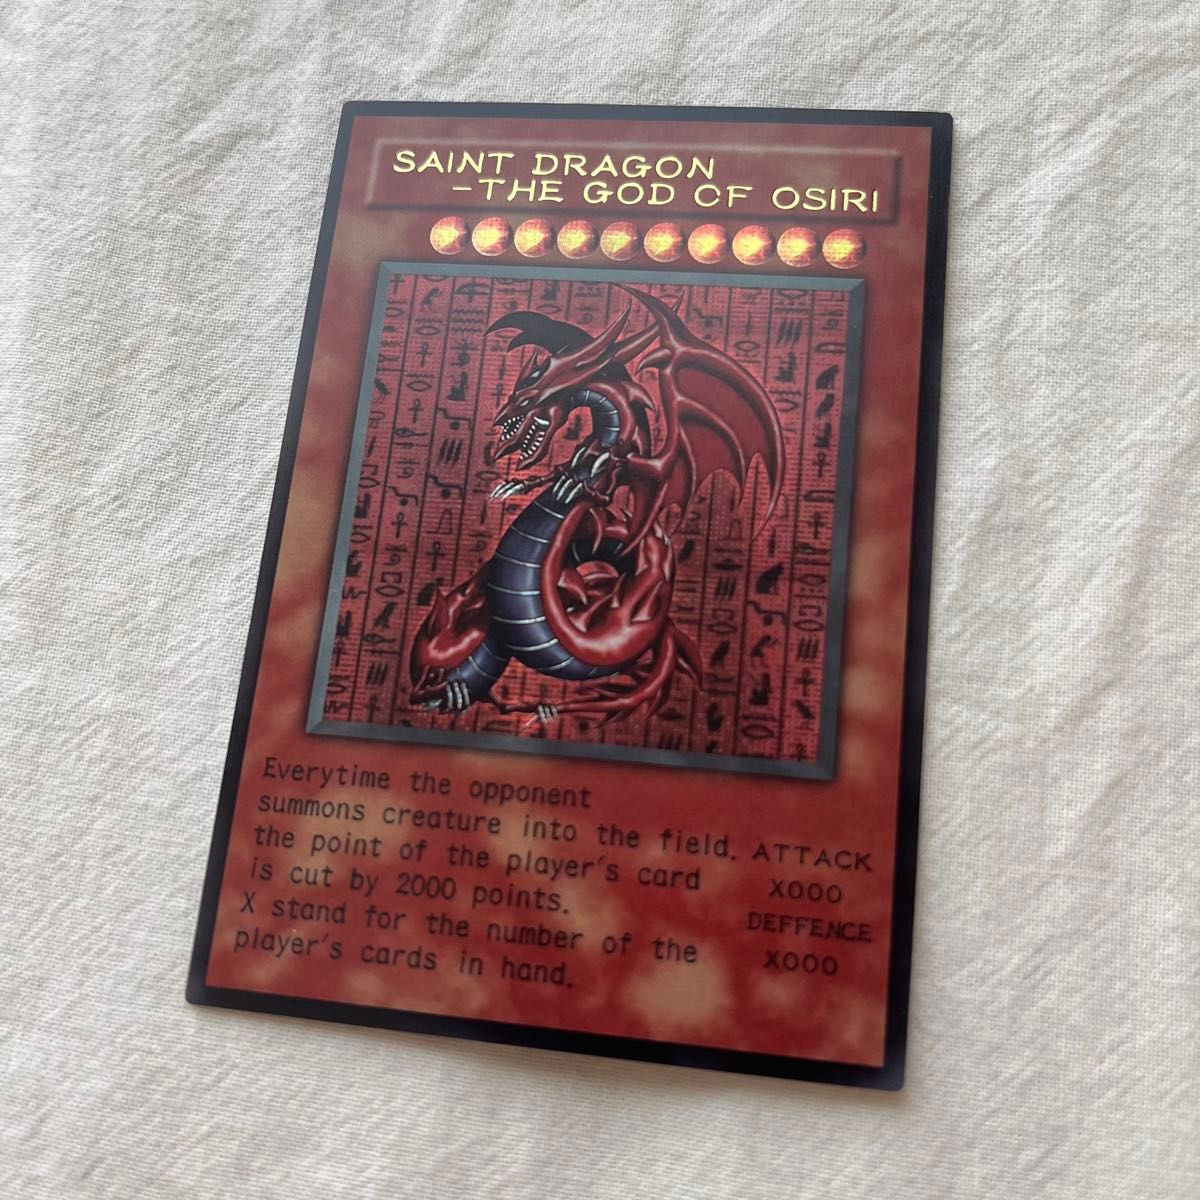 SAINT DRAGON
-THE GOD OF OSIRI
Everytime the opponent
summons creature into the field.
the point of the player's card
is cut by 2000 points.
X stand for the number of the
player's cards in hand.
ATTACK
X000
DEFFENCE
X000